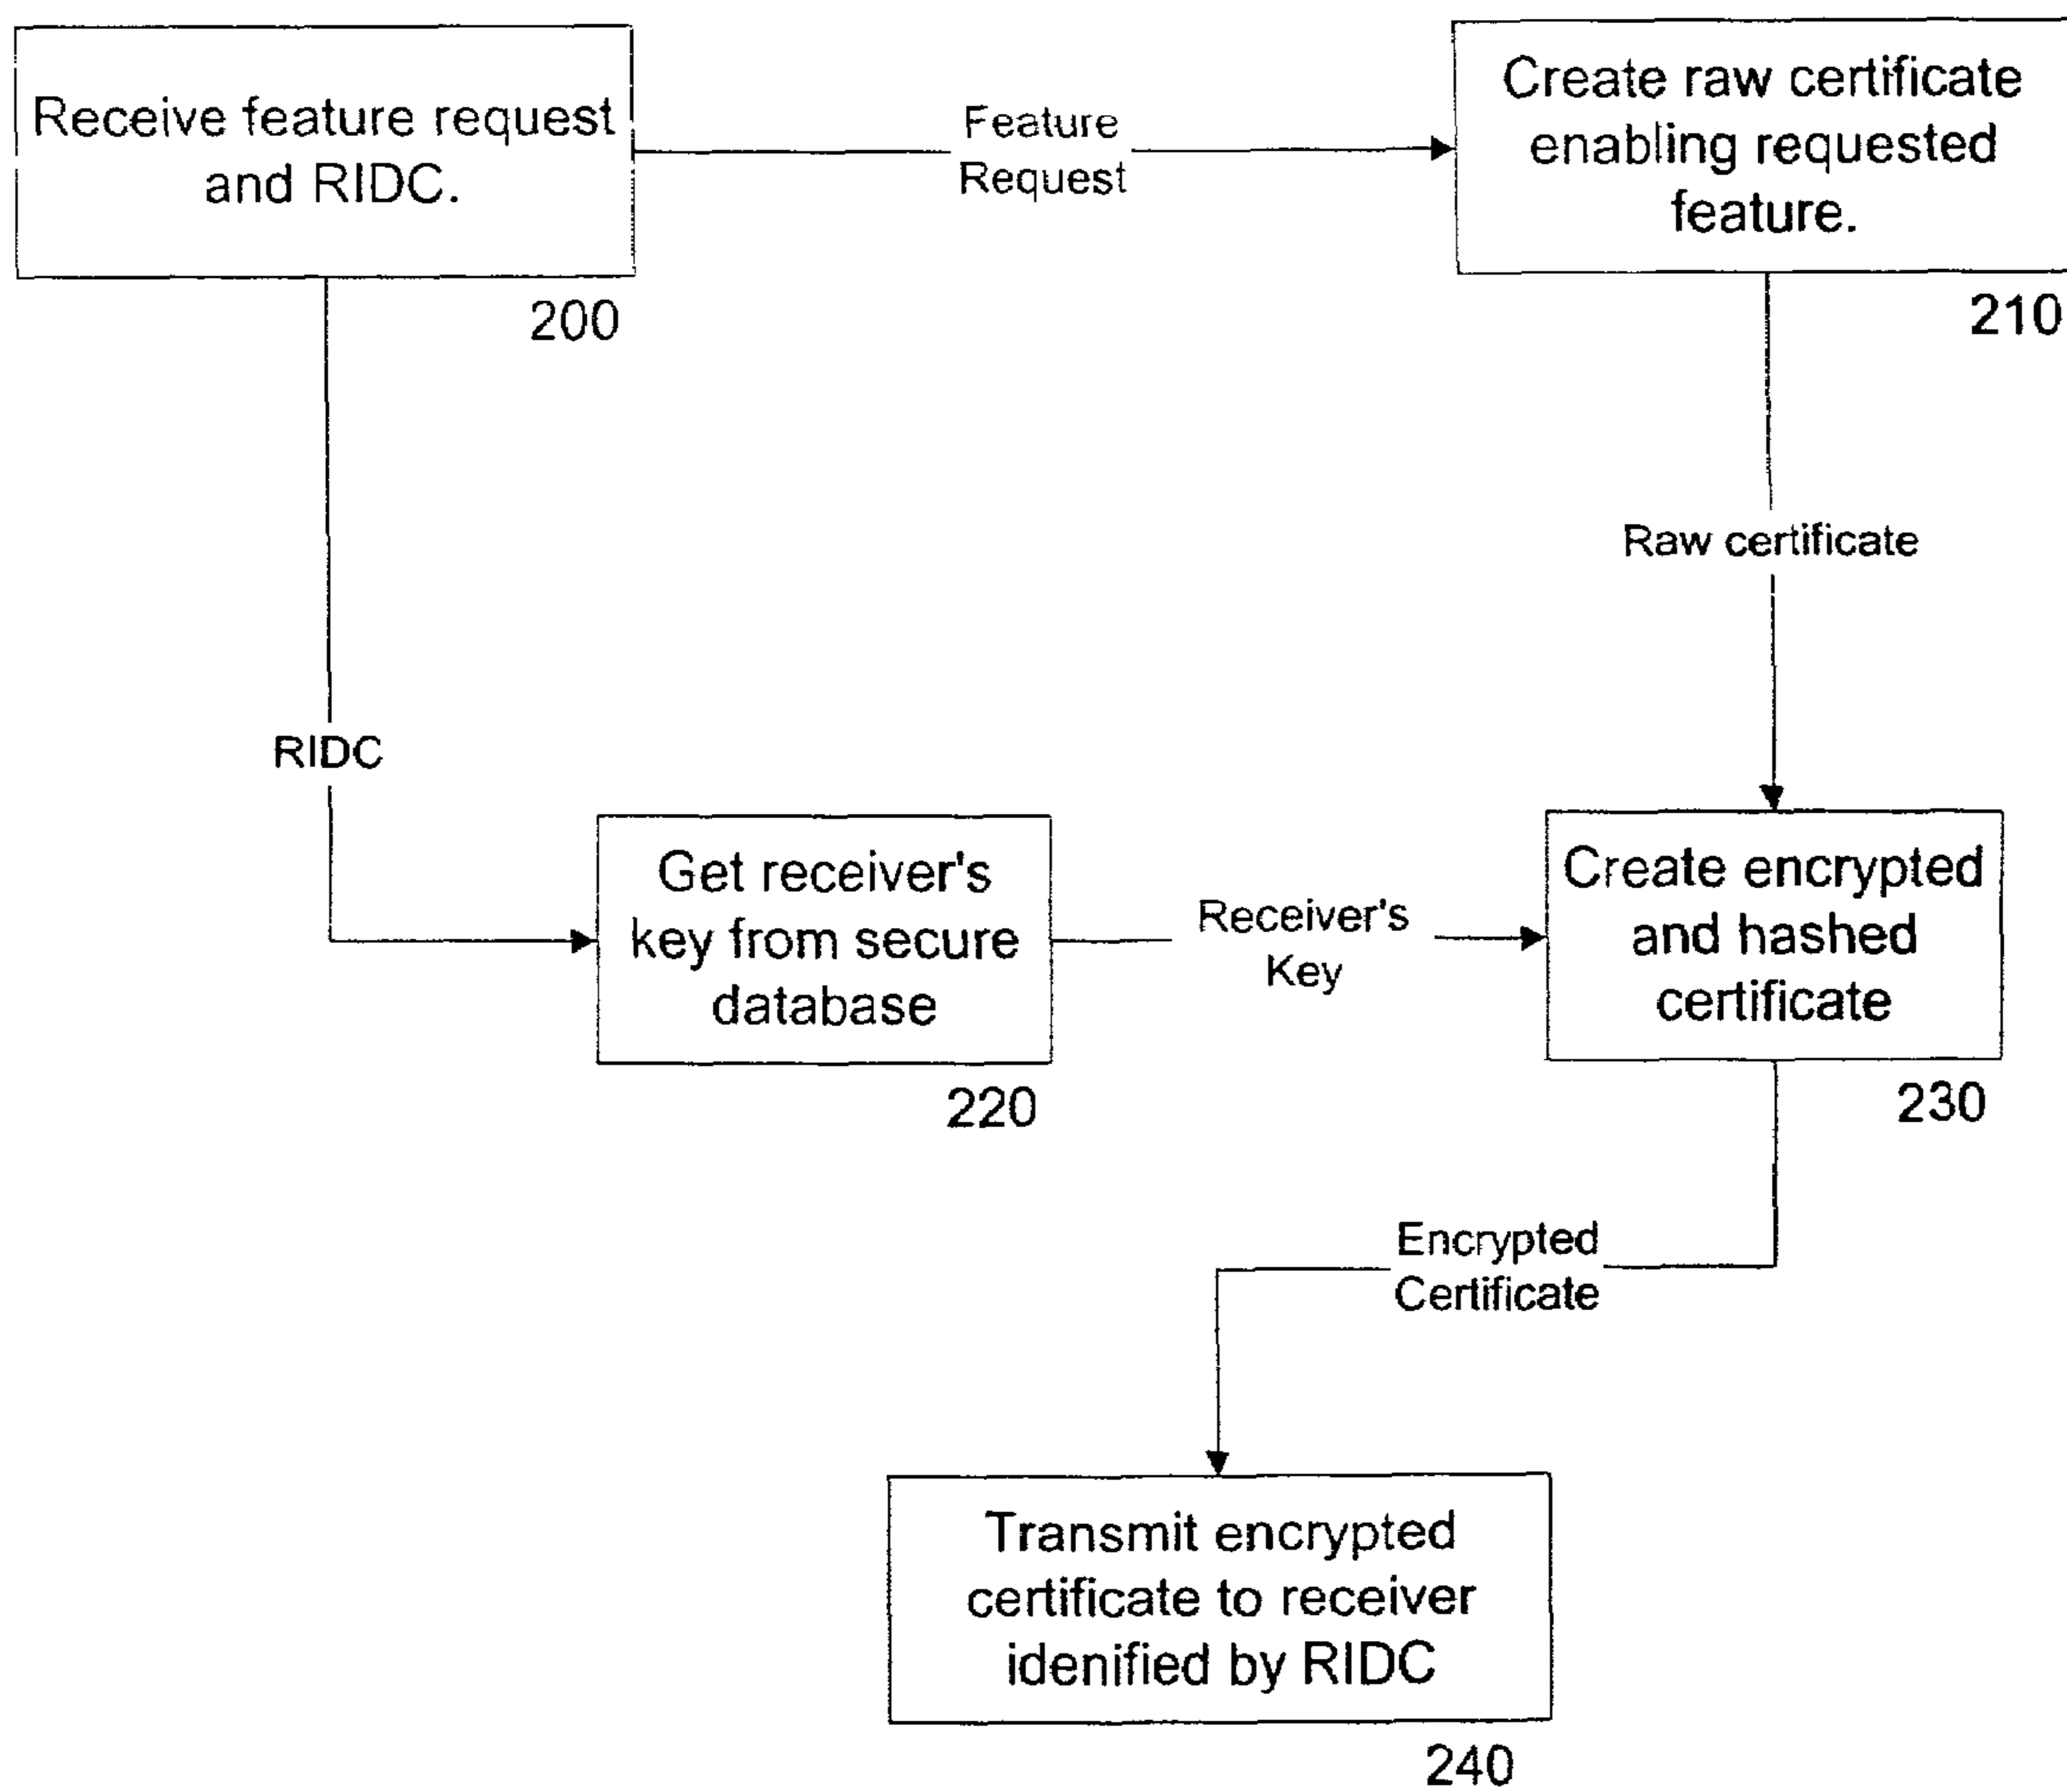 Receive feature request
and RIDC.
200
Feature
Request
Create raw certificate
enabling requested
feature.
210
Raw certificate
RIDC
Get receiver's
key from secure
database
220
Receiver's
Key
Create encrypted
and hashed
certificate
230
Encrypted
Certificate
Transmit encrypted
certificate to receiver
idenified by RIDC
240